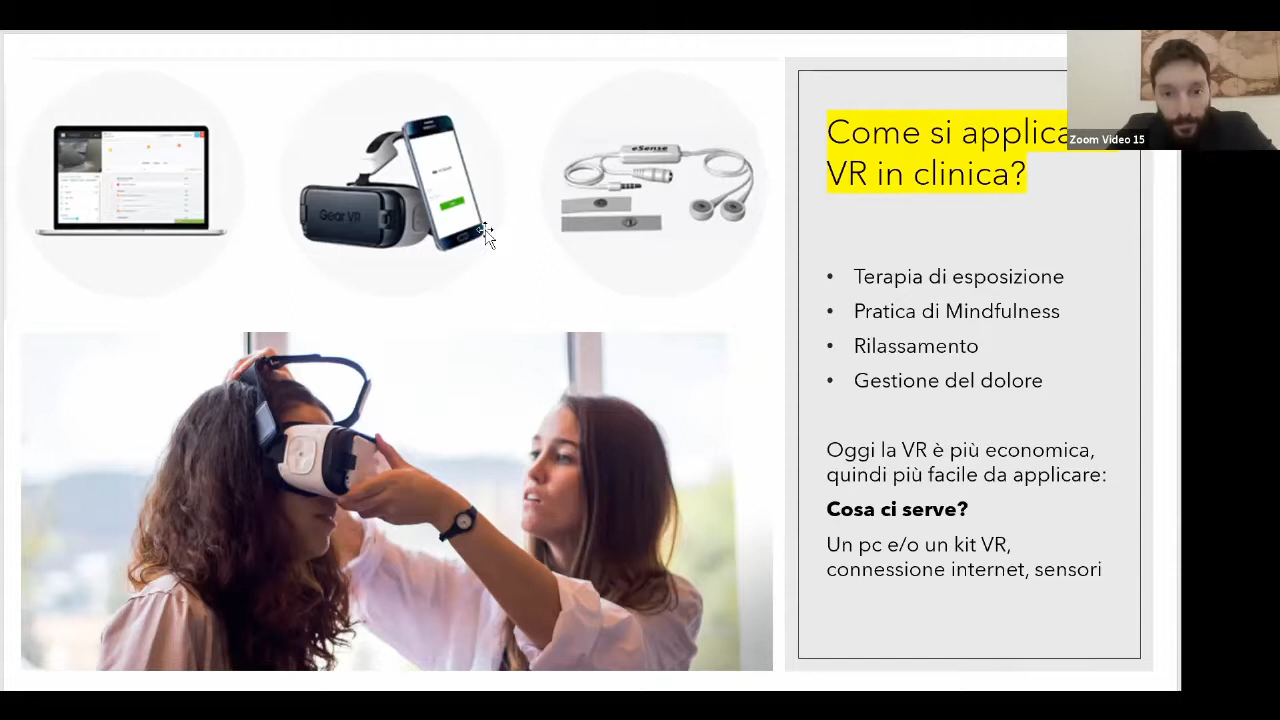 eSense
Gear VR
Come si applica
VR in clinica?
Zoom Video 15
• Terapia di esposizione
• Pratica di Mindfulness
• Rilassamento
• Gestione del dolore
Oggi la VR è più economica,
quindi più facile da applicare:
Cosa ci serve?
Un pc e/o un kit VR,
connessione internet, sensori